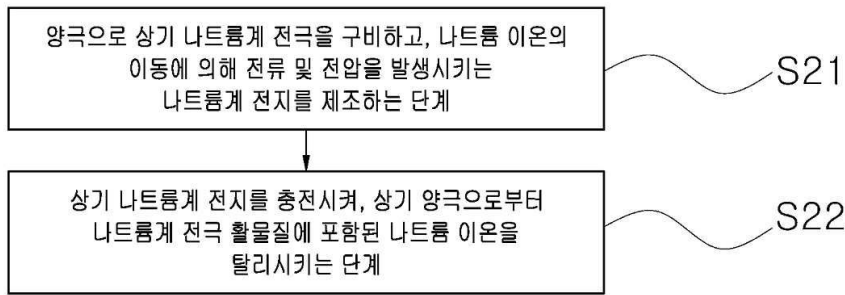 양극으로 상기 나트륨계 전극을 구비하고, 나트륨 이온의
이동에 의해 전류 및 전압을 발생시키는
나트륨계 전지를 제조하는 단계
S21
상기 나트륨계 전지를 충전시켜, 상기 양극으로부터
나트륨계 전극 활물질에 포함된 나트륨 이온을
탈리시키는 단계
S22